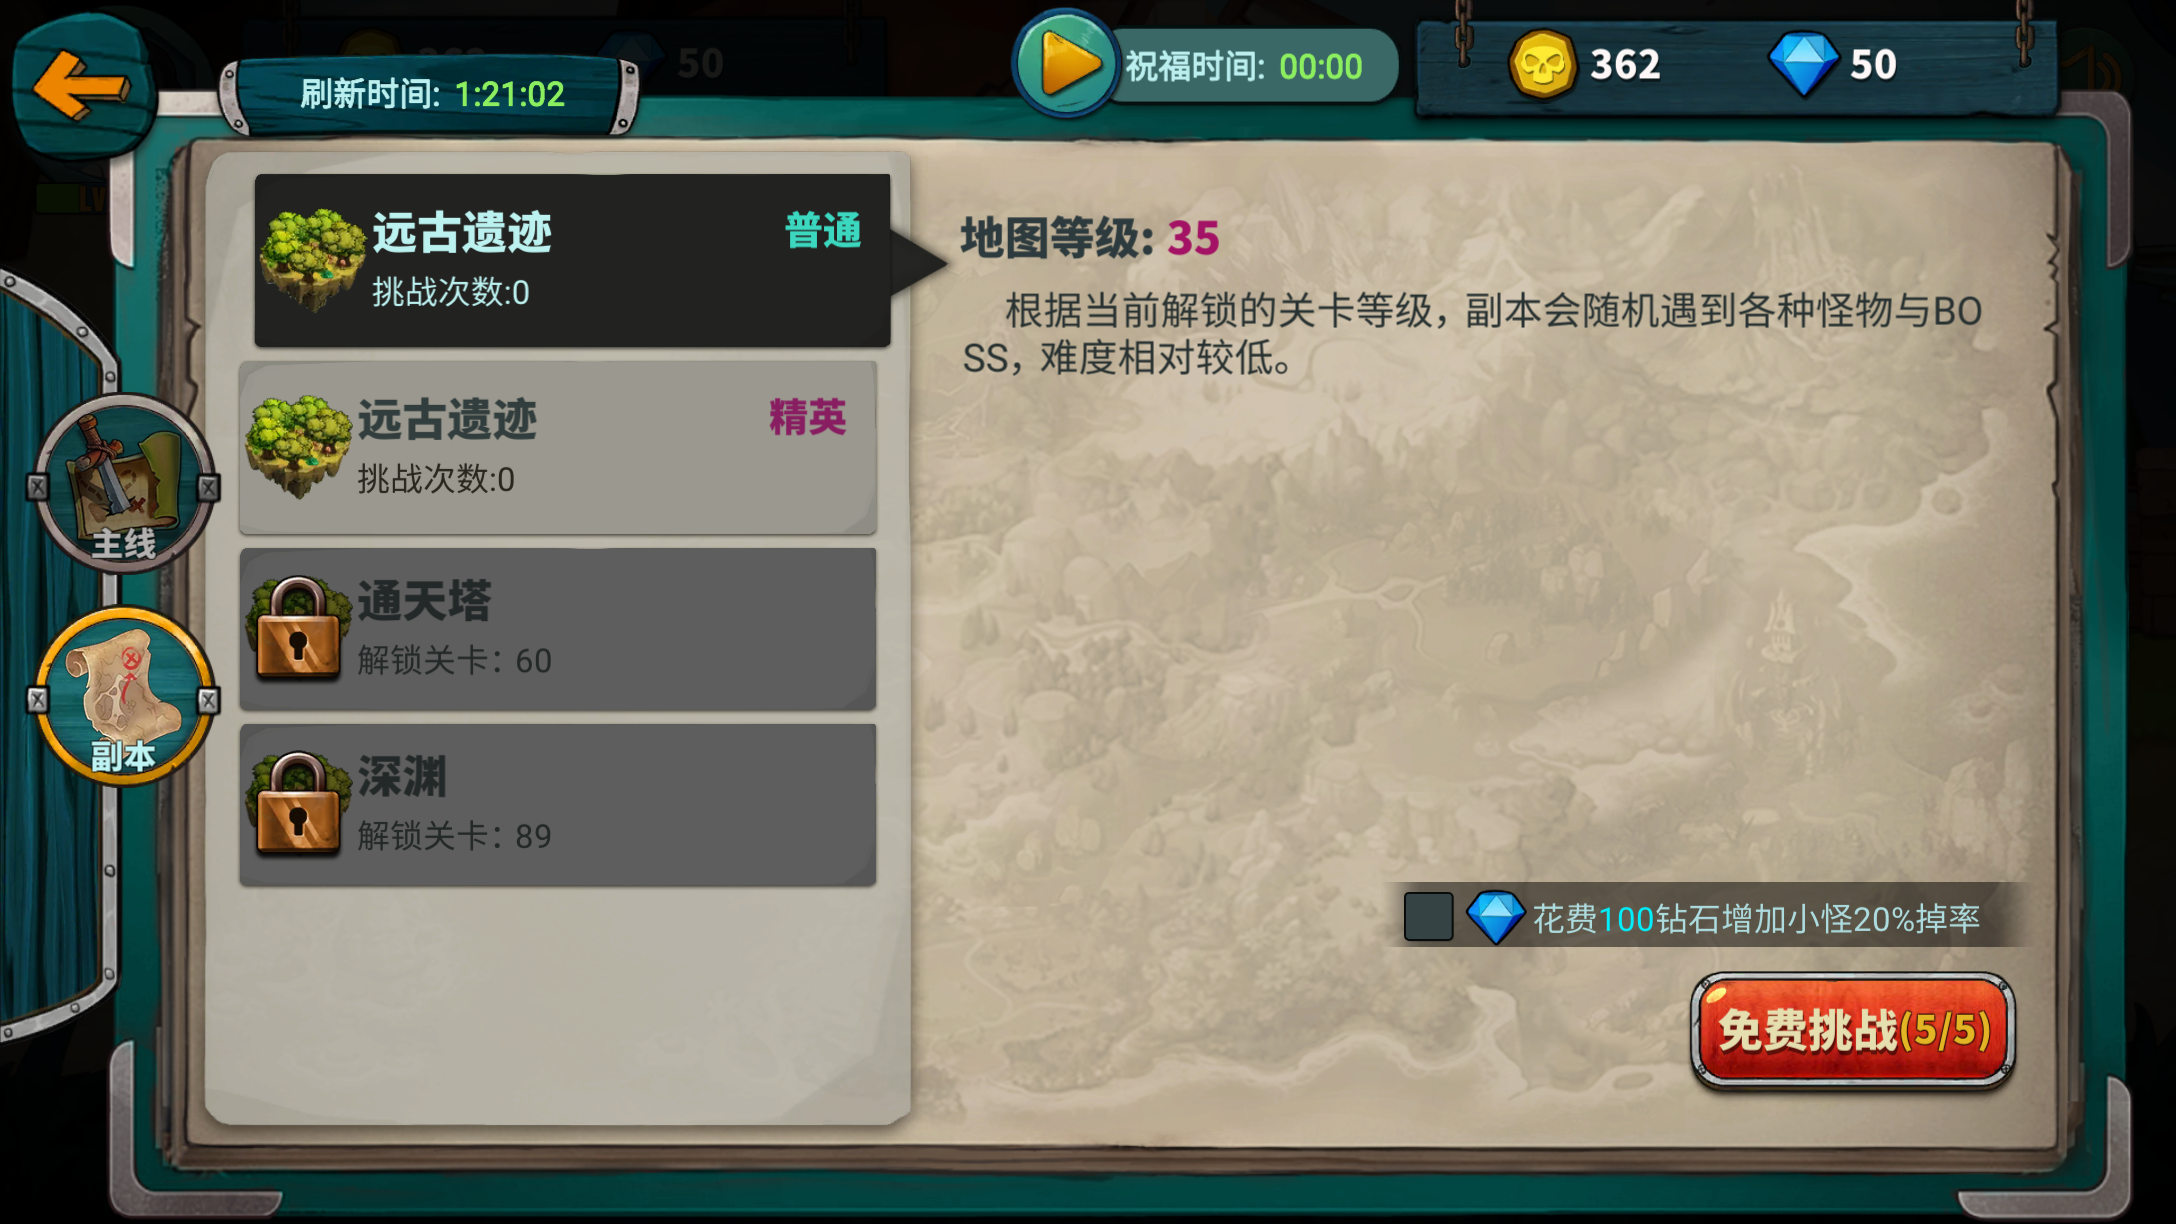 刷新时间: 1:21:02
祝福时间: 00:00
362
50
远古遗迹
普通
挑战次数:0
远古遗迹
精英
挑战次数:0
通天塔
解锁关卡：60
深渊
解锁关卡：89
主线
副本
地图等级: 35
根据当前解锁的关卡等级，副本会随机遇到各种怪物与BO
SS，难度相对较低。
花费100钻石增加小怪20%掉率
免费挑战(5/5)